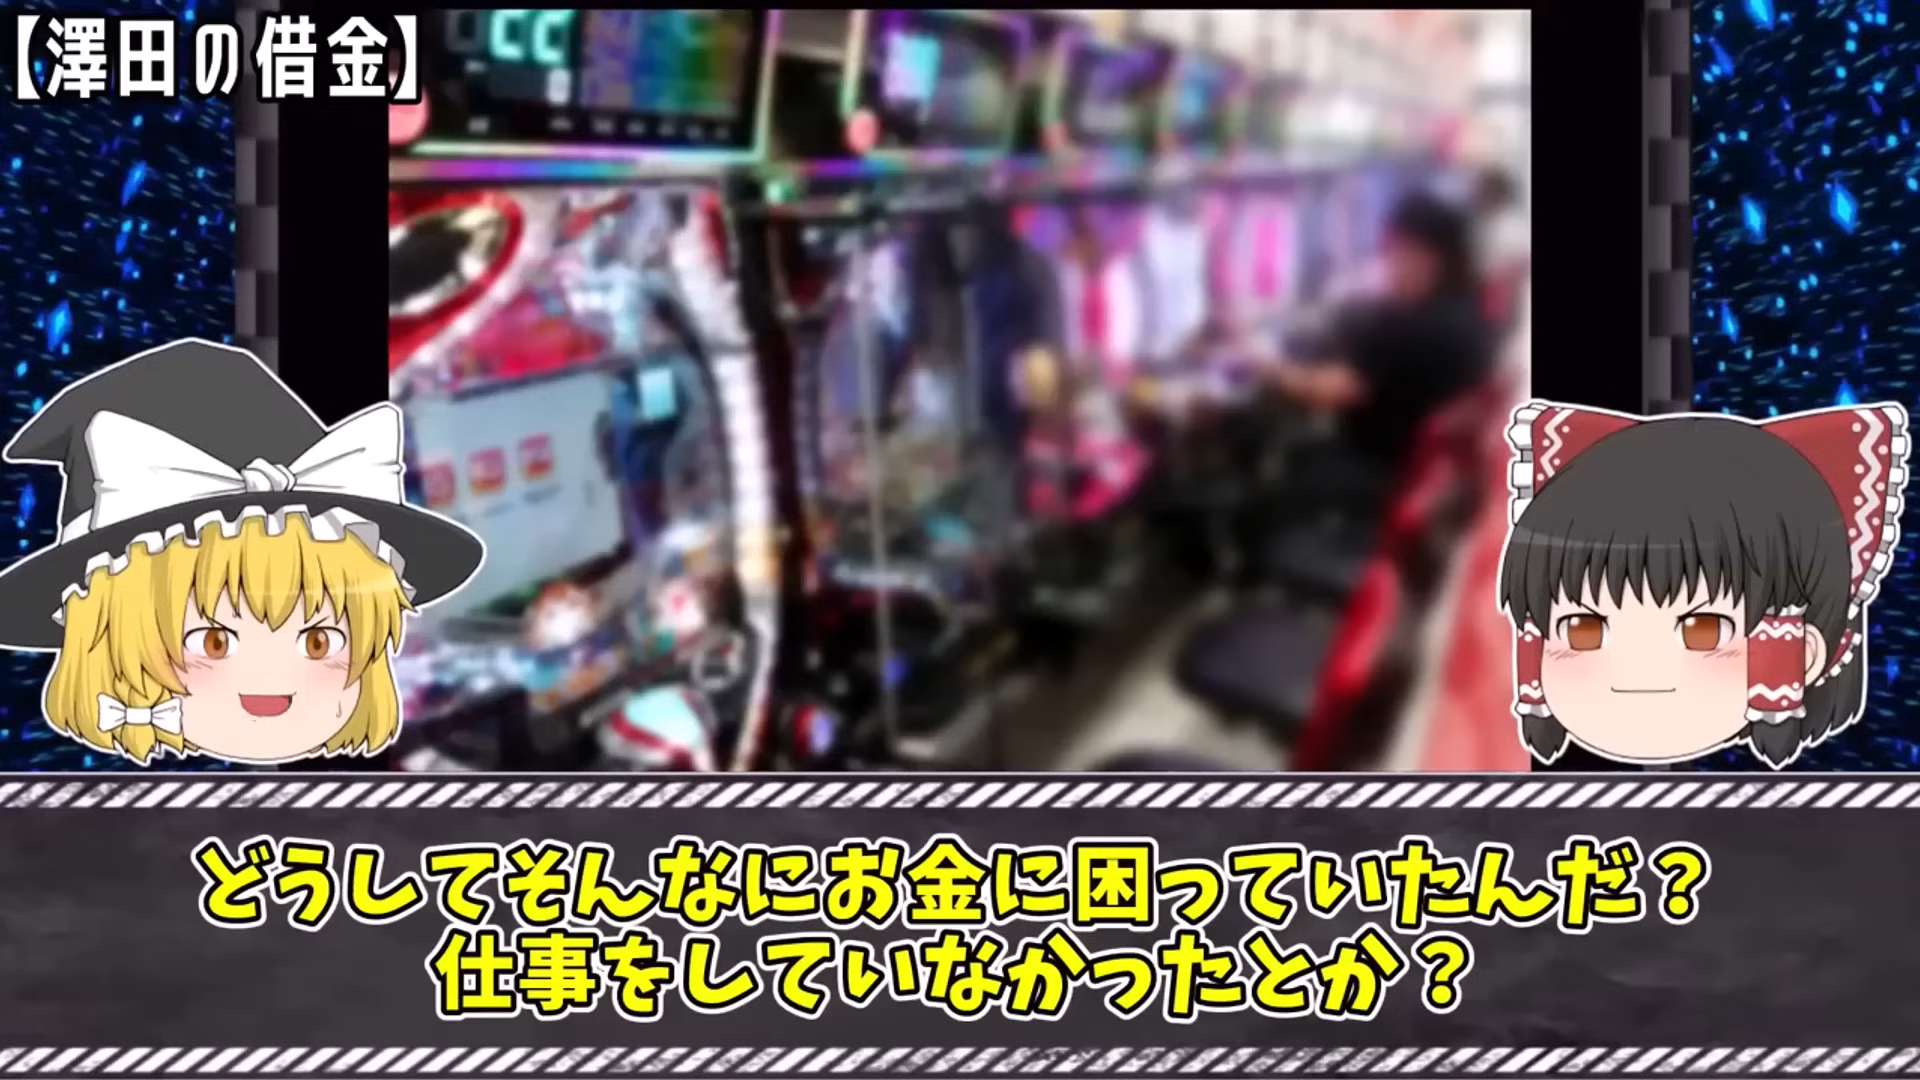 【澤田の借金】
どうしてそんなにお金に困っていたんだ？
仕事をしていなかったとか？